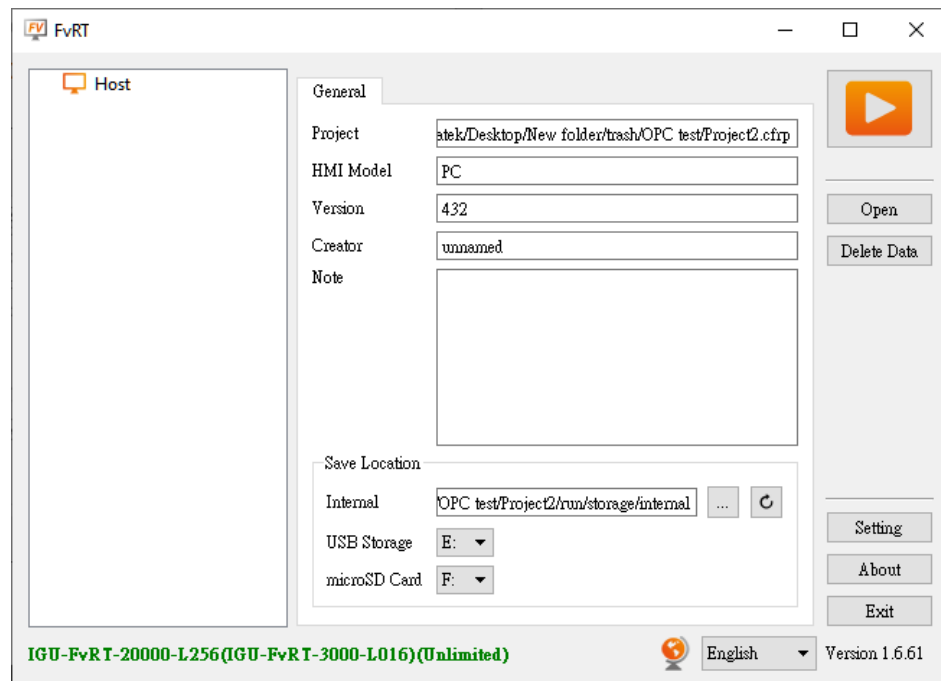 FV FvRT
Host
General
Project atek/Desktop/New folder/trash/OPC test/Project2.cfrp
HMI Model PC
Version 432
Creator unnamed
Note
Save Location
Internal /OPC test/Project2/run/storage/internal ...
USB Storage E:
microSD Card F:
Open
Delete Data
Setting
About
Exit
IGU-FvRT-20000-L256(IGU-FvRT-3000-L016)(Unlimited) English Version 1.6.61